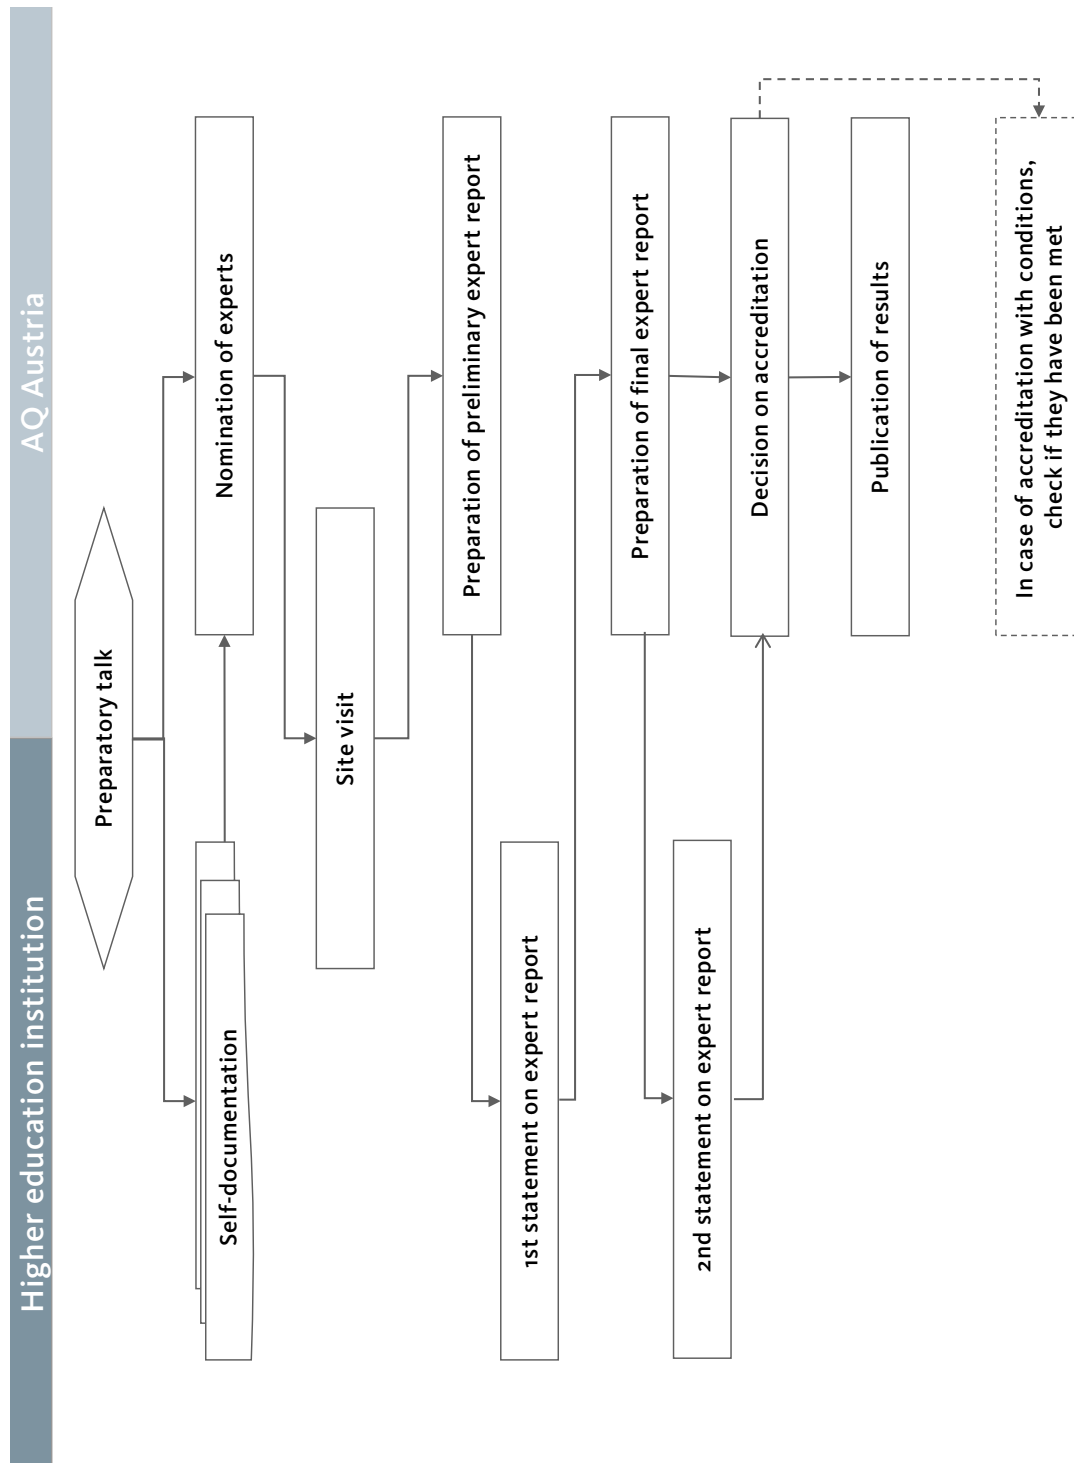 Higher education institution
AQ Austria
Preparatory talk
Self-documentation
Nomination of experts
Site visit
Preparation of preliminary expert report
1st statement on expert report
Preparation of final expert report
2nd statement on expert report
Decision on accreditation
Publication of results
In case of accreditation with conditions,
check if they have been met